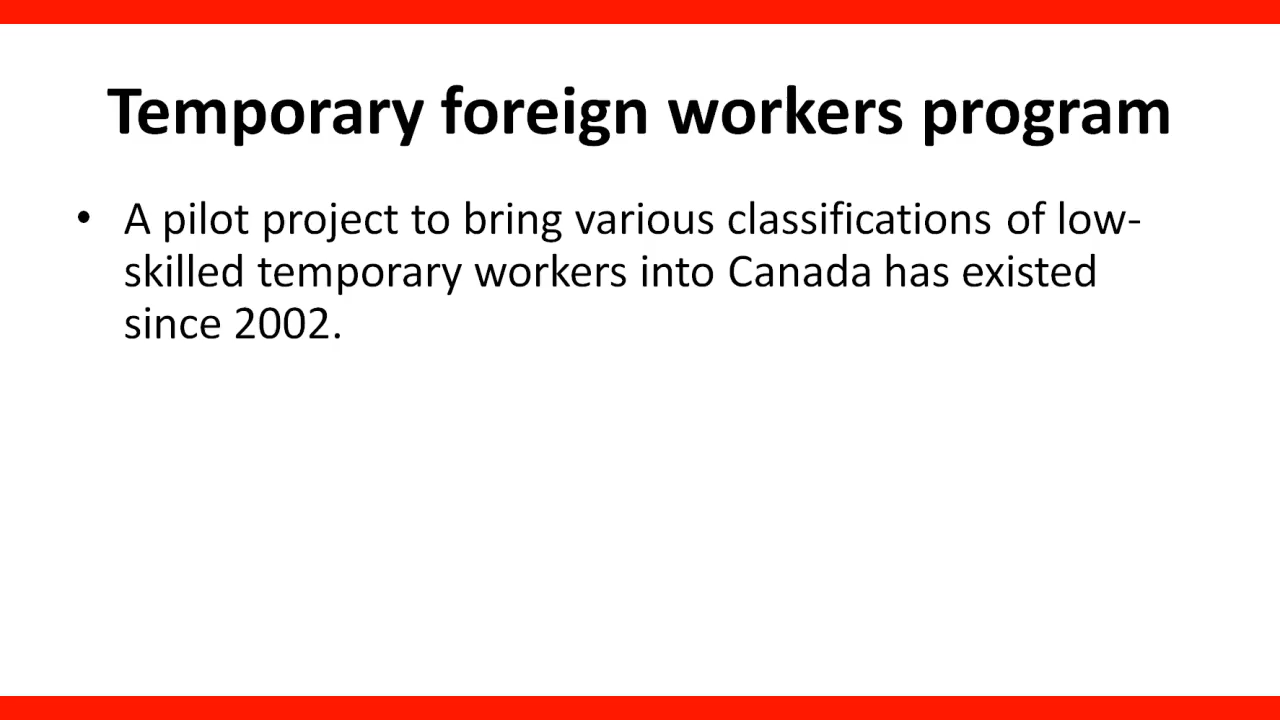 Temporary foreign workers program
• A pilot project to bring various classifications of low-
skilled temporary workers into Canada has existed
since 2002.